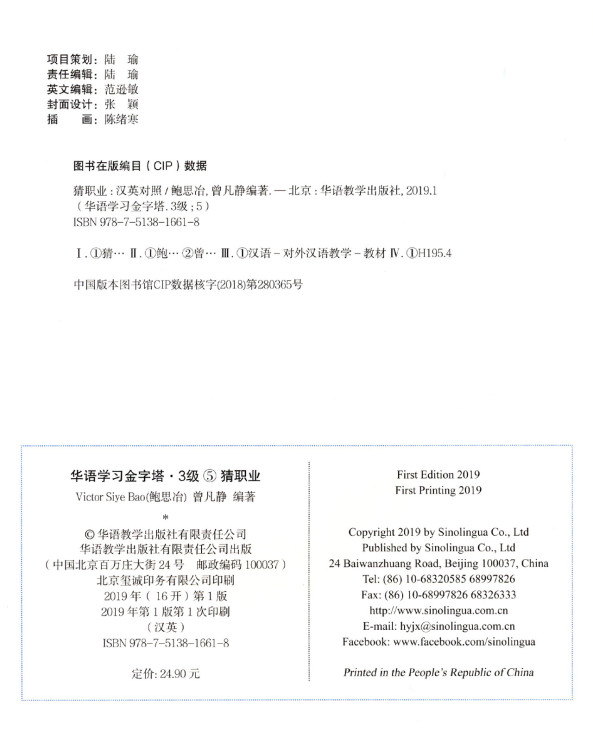 项目策划：陆　瑜
责任编辑：陆　瑜
英文编辑：范逊敏
封面设计：张　颖
插　　画：陈绪寒
图书在版编目（CIP）数据
猜职业：汉英对照 / 鲍思冶, 曾凡静编著. — 北京：华语教学出版社, 2019.1
（华语学习金字塔. 3级；5）
ISBN 978-7-5138-1661-8
Ⅰ. ①猜… Ⅱ. ①鲍… ②曾… Ⅲ. ①汉语－对外汉语教学－教材 Ⅳ. ①H195.4
中国版本图书馆CIP数据核字(2018)第280365号
华语学习金字塔·3级 ⑤ 猜职业
Victor Siye Bao(鲍思冶) 曾凡静 编著
*
© 华语教学出版社有限责任公司
华语教学出版社有限责任公司出版
（中国北京百万庄大街24号　邮政编码 100037）
北京玺诚印务有限公司印刷
2019年（16开）第1版
2019年第1版第1次印刷
（汉英）
ISBN 978-7-5138-1661-8
定价: 24.90 元
First Edition 2019
First Printing 2019
Copyright 2019 by Sinolingua Co., Ltd
Published by Sinolingua Co., Ltd
24 Baiwanzhuang Road, Beijing 100037, China
Tel: (86) 10-68320585 68997826
Fax: (86) 10-68997826 68326333
http://www.sinolingua.com.cn
E-mail: hyjx@sinolingua.com.cn
Facebook: www.facebook.com/sinolingua
Printed in the People's Republic of China